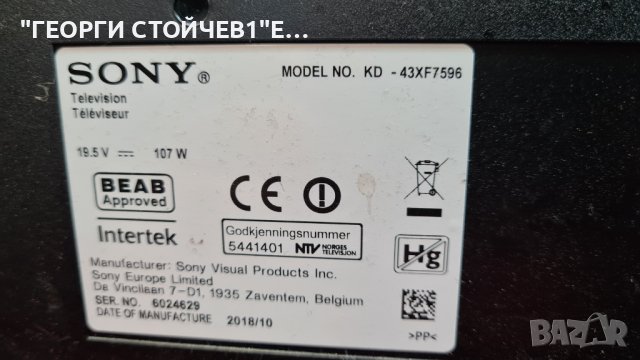 "ГЕОРГИ СТОЙЧЕВ1"Е...
SONY®
MODEL NO. KD - 43XF7596
Television
Téléviseur
19.5 V ⎓ 107 W
BEAB
Approved
CE
Intertek
Godkjenningsnummer
5441401 NTV NORGES TELEVISJON
Hg
Manufacturer: Sony Visual Products Inc.
Sony Europe Limited
Da Vincilaan 7-D1, 1935 Zaventem, Belgium
SER. NO. 6024629
DATE OF MANUFACTURE 2018/10
>PP<
BAZAR